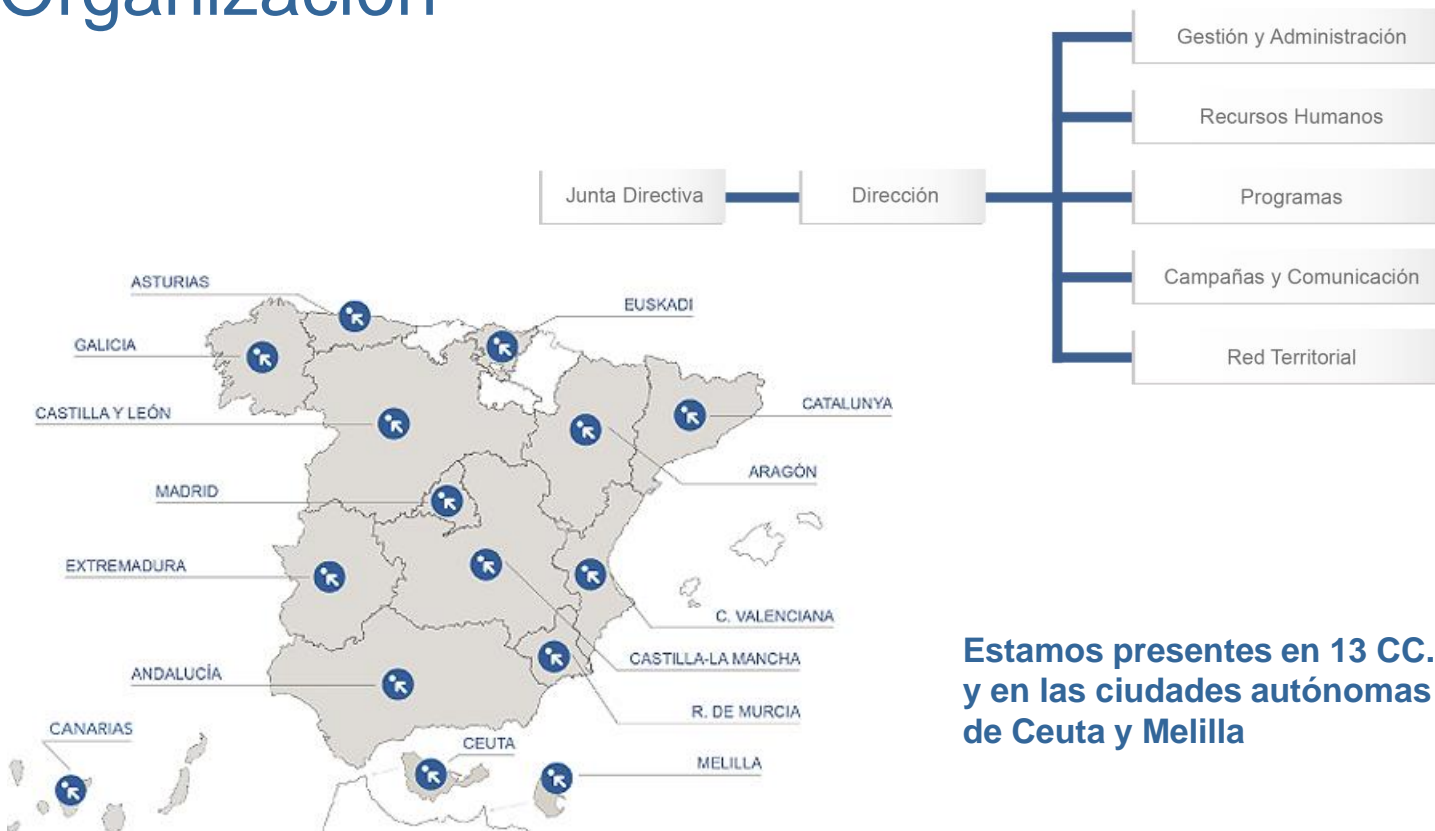 Organización
Gestión y Administración
Recursos Humanos
Junta Directiva
Dirección
Programas
Campañas y Comunicación
Red Territorial
ASTURIAS
EUSKADI
GALICIA
CATALUNYA
CASTILLA Y LEÓN
ARAGÓN
MADRID
EXTREMADURA
C. VALENCIANA
CASTILLA-LA MANCHA
ANDALUCÍA
R. DE MURCIA
CANARIAS
CEUTA
MELILLA
Estamos presentes en 13 CC.
y en las ciudades autónomas
de Ceuta y Melilla